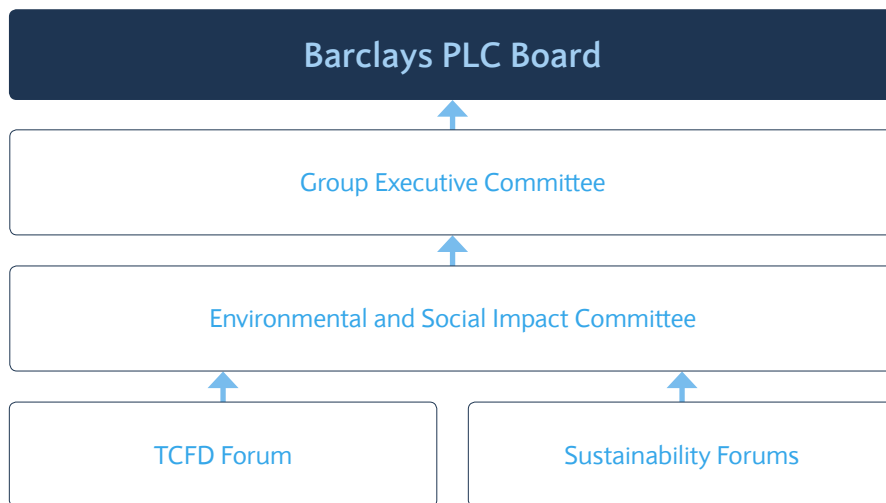 Barclays PLC Board
Group Executive Committee
Environmental and Social Impact Committee
TCFD Forum
Sustainability Forums